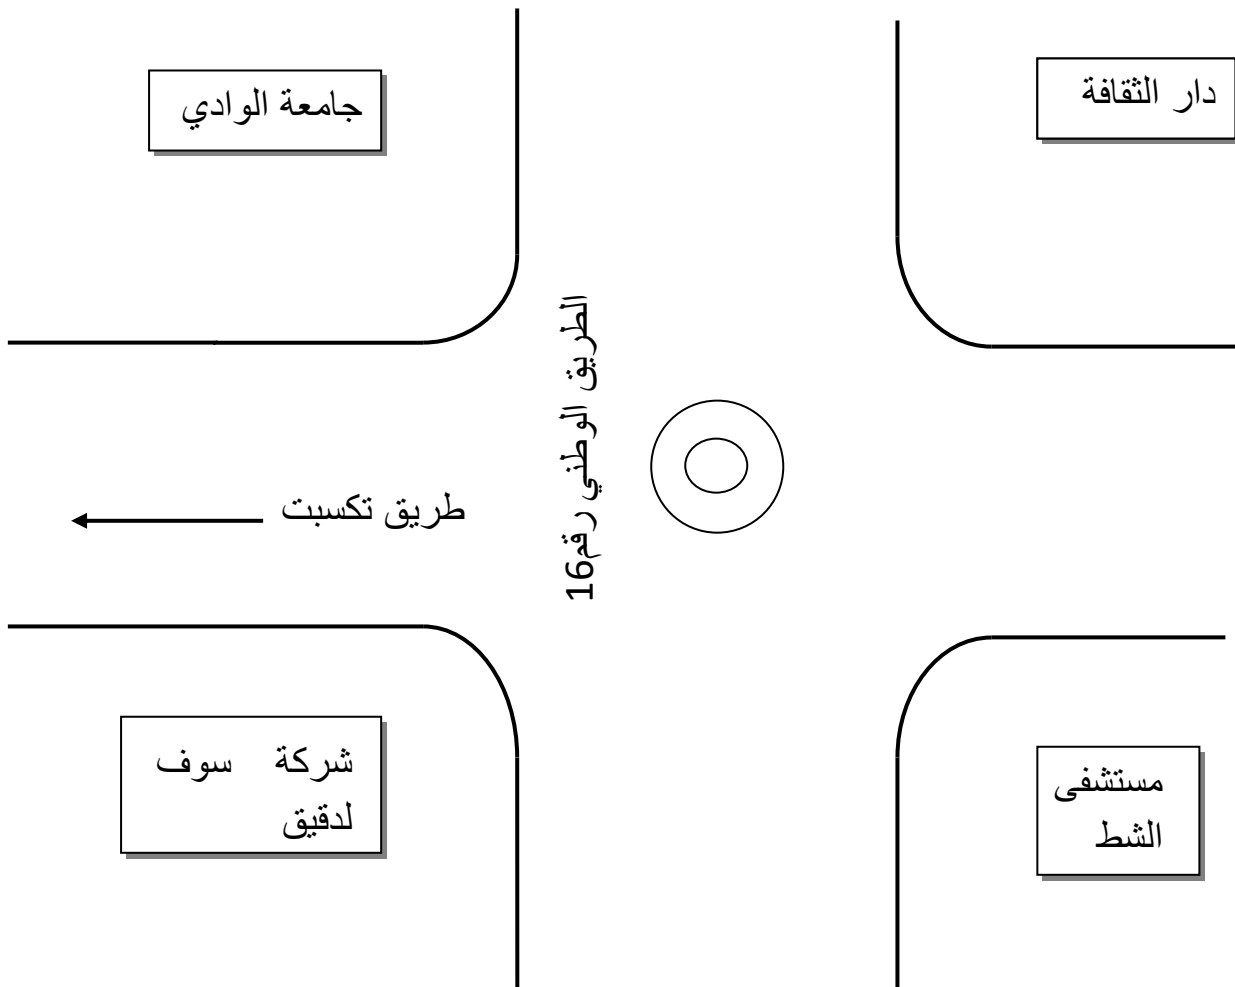 دار الثقافة
جامعة الوادي
الطريق الوطني رقم16
طريق تكسبت
شركة سوف
لدقيق
مستشفى
الشط